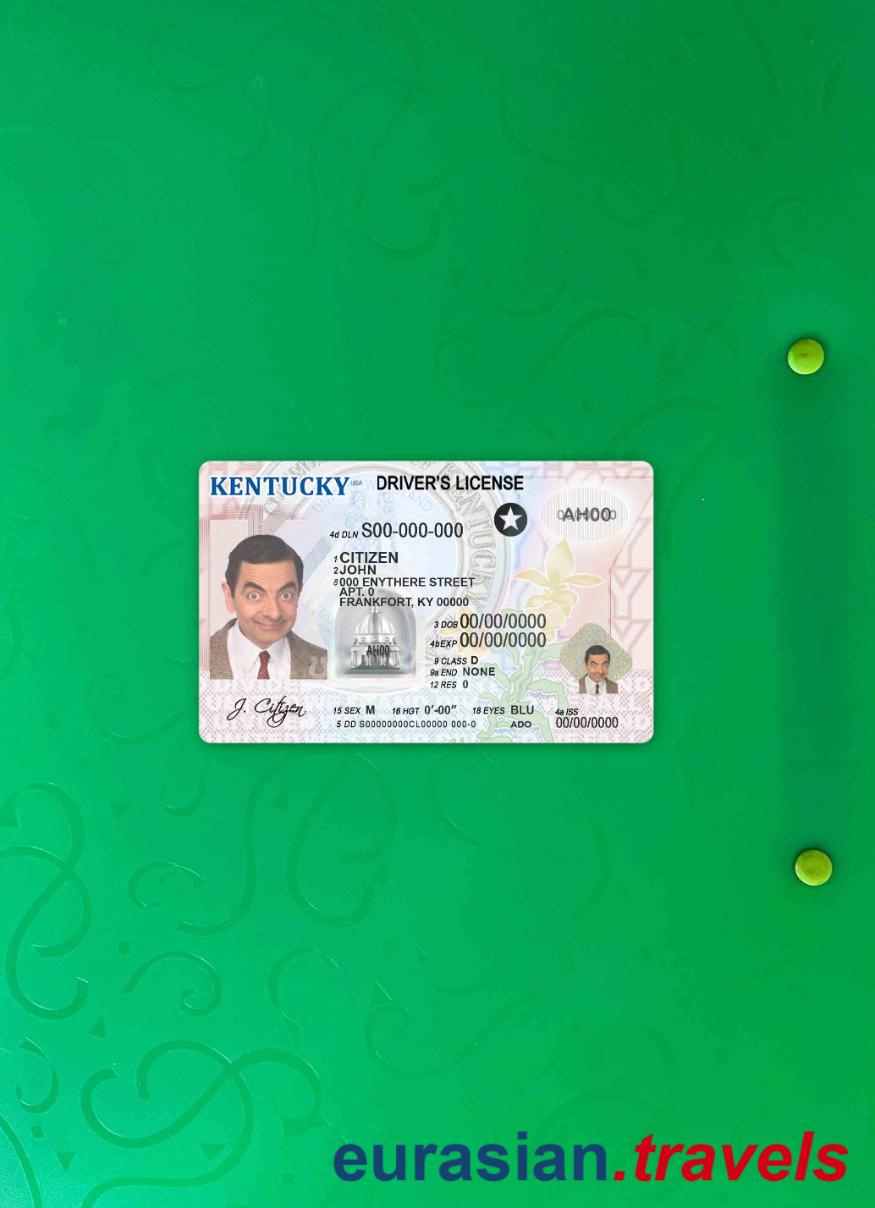 KENTUCKY USA DRIVER'S LICENSE
4d DLN S00-000-000
AH00
1 CITIZEN
2 JOHN
8 000 ENYTHERE STREET
APT. 0
FRANKFORT, KY 00000
3 DOB 00/00/0000
4b EXP 00/00/0000
AH00
9 CLASS D
9a END NONE
12 RES 0
J. Citizen
15 SEX M 16 HGT 0'-00" 18 EYES BLU 4a ISS
00/00/0000
5 DD S00000000CL00000 000-0 ADO
eurasian.travels